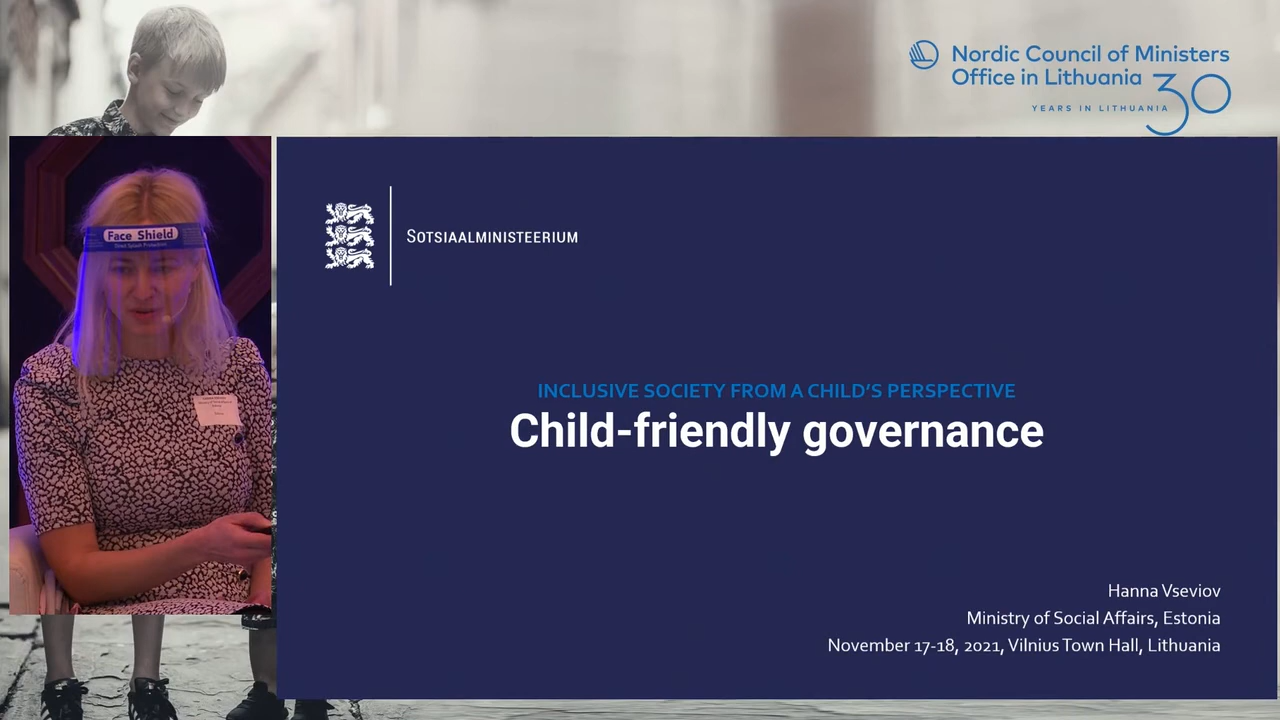 Nordic Council of Ministers
Office in Lithuania
30
YEARS IN LITHUANIA
Face Shield
SOTSIAALMINISTEERIUM
INCLUSIVE SOCIETY FROM A CHILD'S PERSPECTIVE
Child-friendly governance
Hanna Vseviov
Ministry of Social Affairs, Estonia
November 17-18, 2021, Vilnius Town Hall, Lithuania